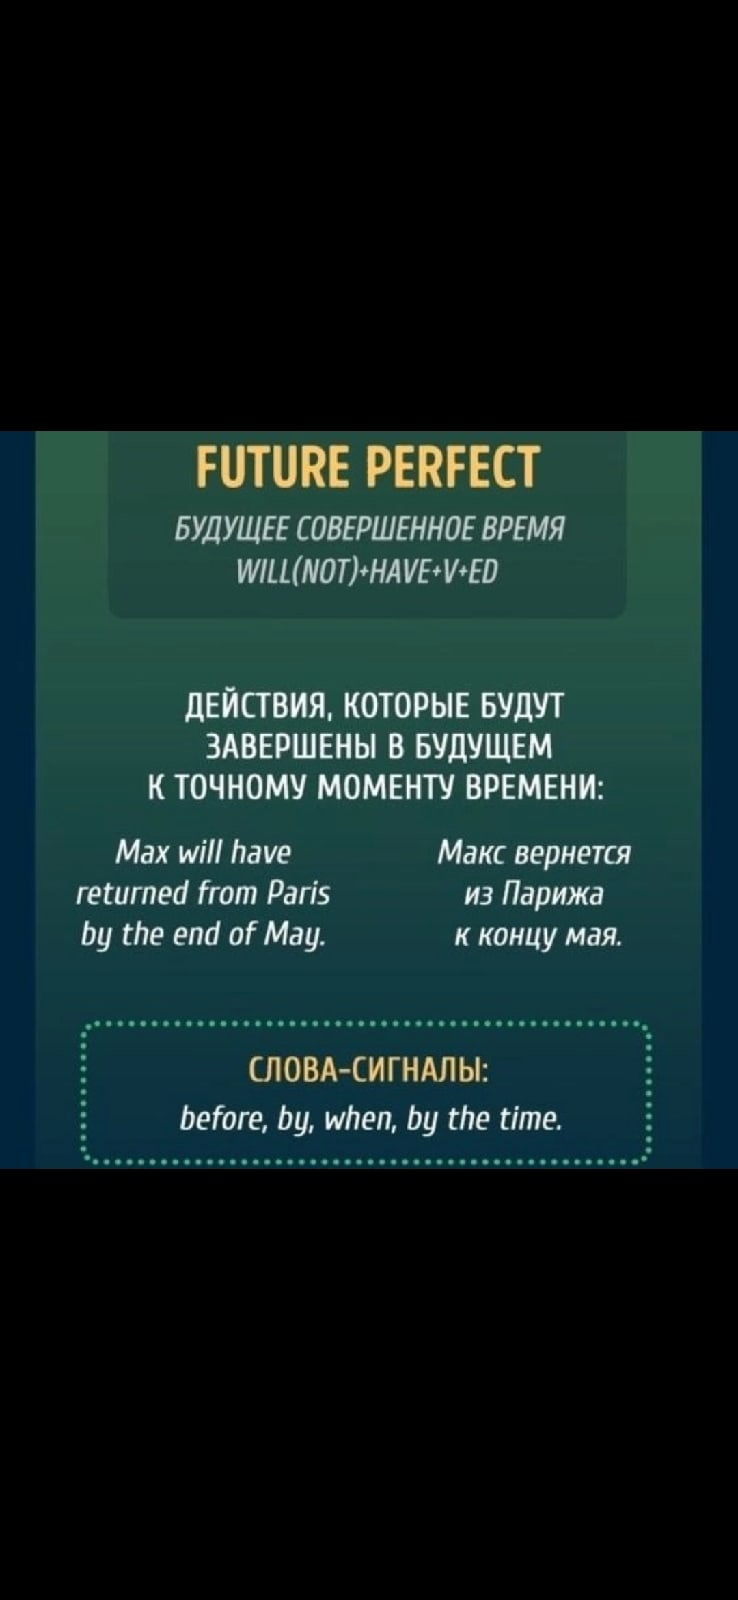 FUTURE PERFECT
БУДУЩЕЕ СОВЕРШЕННОЕ ВРЕМЯ
WILL(NOT)+HAVE+V+ED
ДЕЙСТВИЯ, КОТОРЫЕ БУДУТ
ЗАВЕРШЕНЫ В БУДУЩЕМ
К ТОЧНОМУ МОМЕНТУ ВРЕМЕНИ:
Max will have
returned from Paris
by the end of May.
Макс вернется
из Парижа
к концу мая.
СЛОВА-СИГНАЛЫ:
before, by, when, by the time.